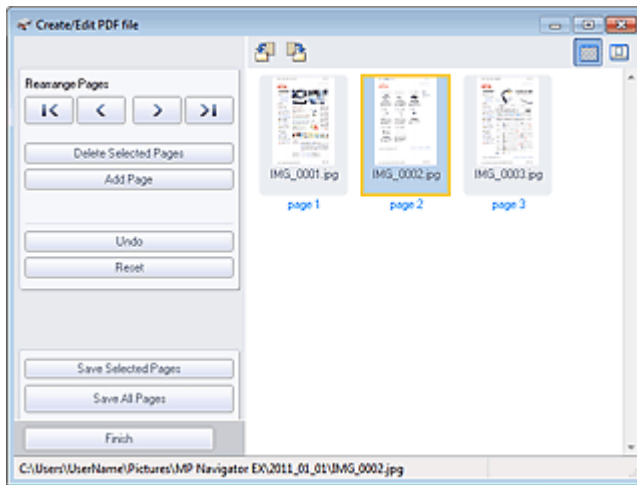 Create/Edit PDF file
Rearrange Pages
Delete Selected Pages
Add Page
Undo
Reset
Save Selected Pages
Save All Pages
Finish
IMG_0001.jpg
IMG_0002.jpg
IMG_0003.jpg
page 1
page 2
page 3
C:\Users\UserName\Pictures\MP Navigator EX\2011_01_01\IMG_0002.jpg